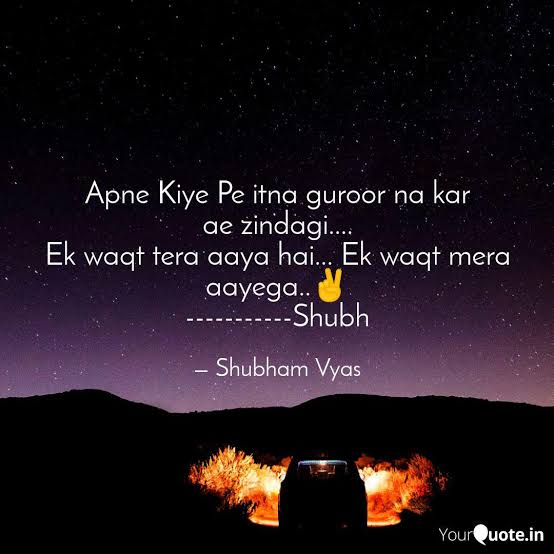 Apne Kiye Pe itna guroor na kar
ae zindagi....
Ek waqt tera aaya hai... Ek waqt mera
aayega..✌
-----------Shubh
– Shubham Vyas
YourQuote.in